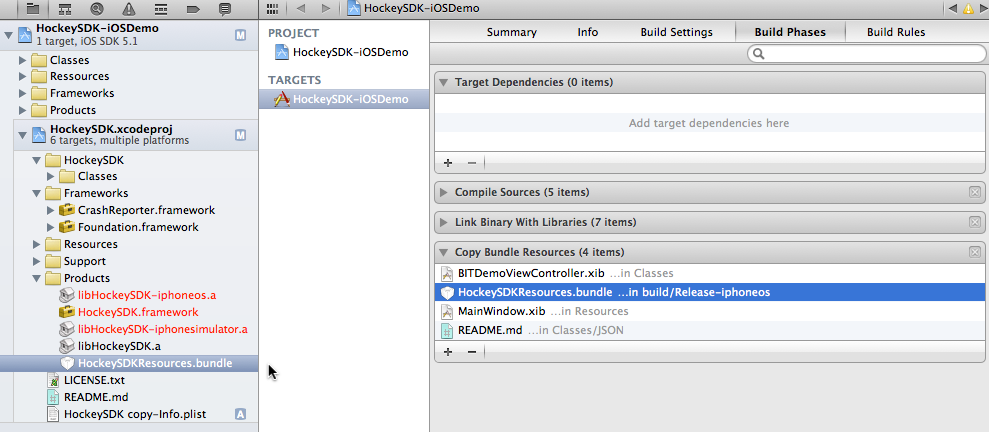 HockeySDK-iOSDemo
HockeySDK-iOSDemo
1 target, iOS SDK 5.1
M
Classes
Ressources
Frameworks
Products
HockeySDK.xcodeproj
6 targets, multiple platforms
M
HockeySDK
Classes
Frameworks
CrashReporter.framework
Foundation.framework
Resources
Support
Products
libHockeySDK-iphoneos.a
HockeySDK.framework
libHockeySDK-iphonesimulator.a
libHockeySDK.a
HockeySDKResources.bundle
LICENSE.txt
README.md
HockeySDK copy-Info.plist
A
PROJECT
HockeySDK-iOSDemo
TARGETS
HockeySDK-iOSDemo
Summary Info Build Settings Build Phases Build Rules
Target Dependencies (0 items)
Add target dependencies here
Compile Sources (5 items)
Link Binary With Libraries (7 items)
Copy Bundle Resources (4 items)
BITDemoViewController.xib ...in Classes
HockeySDKResources.bundle ...in build/Release-iphoneos
MainWindow.xib ...in Resources
README.md ...in Classes/JSON